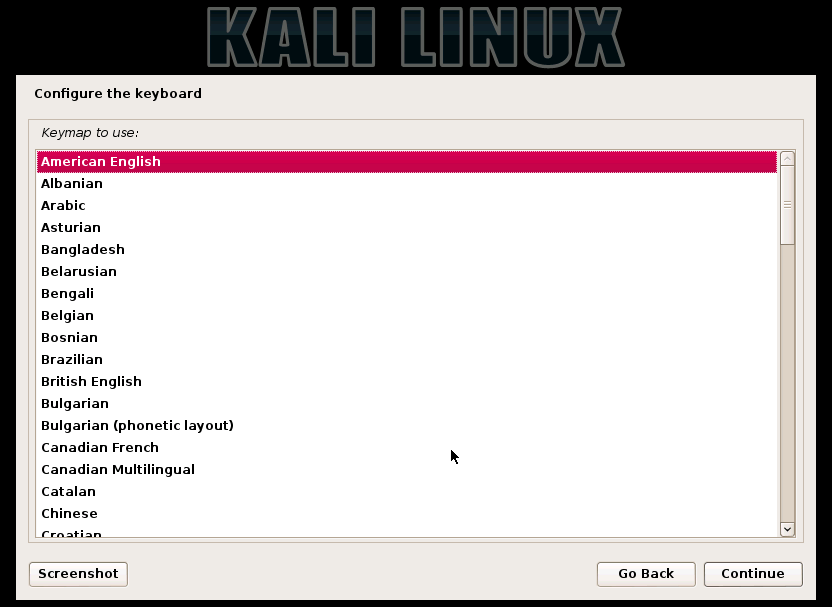 KALI LINUX
Configure the keyboard
Keymap to use:
American English
Albanian
Arabic
Asturian
Bangladesh
Belarusian
Bengali
Belgian
Bosnian
Brazilian
British English
Bulgarian
Bulgarian (phonetic layout)
Canadian French
Canadian Multilingual
Catalan
Chinese
Croatian
Screenshot
Go Back
Continue